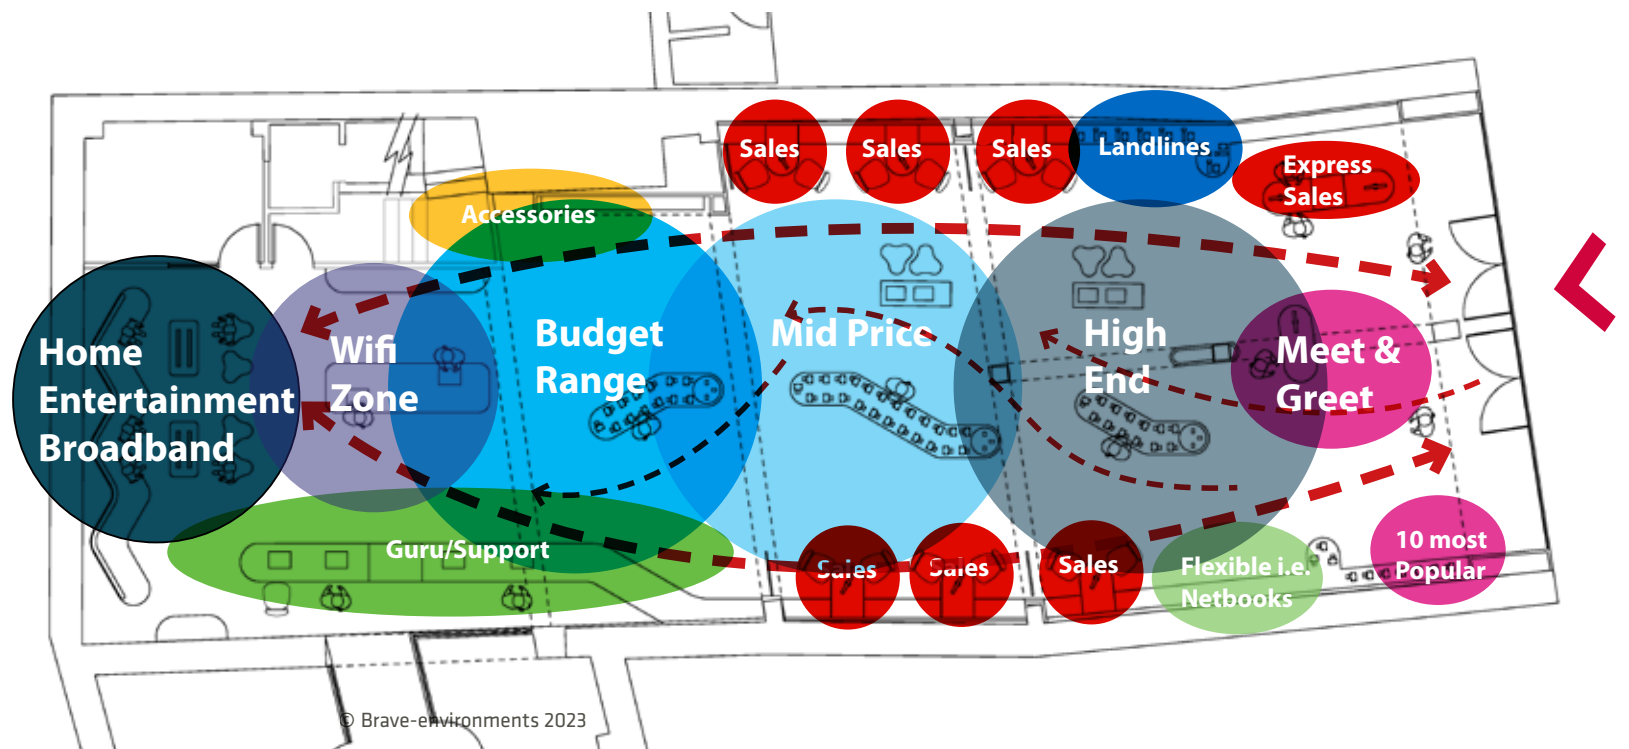 Sales
Sales
Sales
Landlines
Express
Sales
Accessories
Home
Entertainment
Broadband
Wifi
Zone
Budget
Range
Mid Price
High
End
Meet &
Greet
Guru/Support
Sales
Sales
Sales
Flexible i.e.
Netbooks
10 most
Popular
© Brave-environments 2023